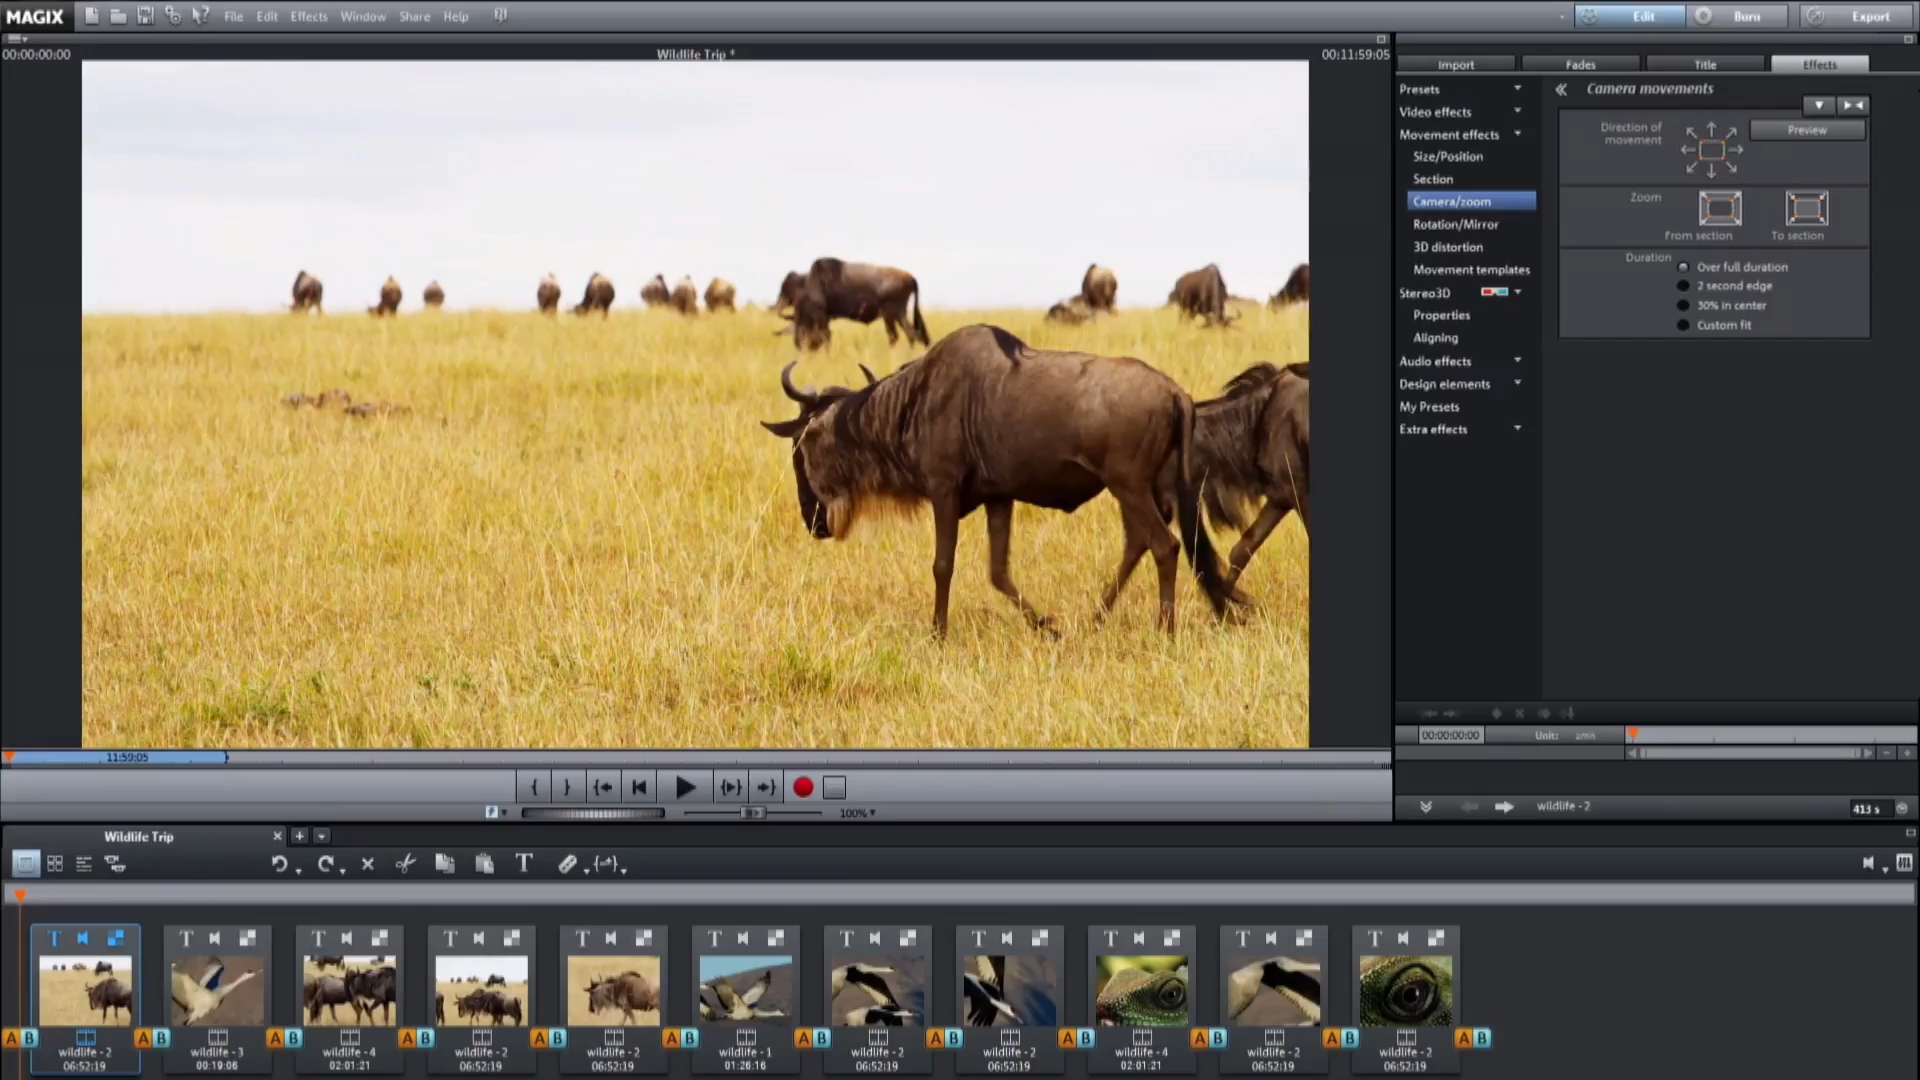 MAGIX File Edit Effects Window Share Help Edit Burn Export
00:00:00:00 Wildlife Trip * 00:11:59:05
Import Fades Title Effects
Presets
Video effects
Movement effects
Size/Position
Section
Camera/zoom
Rotation/Mirror
3D distortion
Movement templates
Stereo3D
Properties
Aligning
Audio effects
Design elements
My Presets
Extra effects
Camera movements
Direction of
movement
Preview
Zoom
From section To section
Duration
Over full duration
2 second edge
30% in center
Custom fit
00:00:00:00 Unit: 2min
11:59:05
100%
wildlife - 2 413 s
Wildlife Trip
T
T T T T T T T T T T T
A B A B A B A B A B A B A B A B A B A B A B A B
wildlife - 2 wildlife - 3 wildlife - 4 wildlife - 2 wildlife - 2 wildlife - 1 wildlife - 2 wildlife - 2 wildlife - 4 wildlife - 2 wildlife - 2
06:52:19 00:19:06 02:01:21 06:52:19 06:52:19 01:26:16 06:52:19 06:52:19 02:01:21 06:52:19 06:52:19